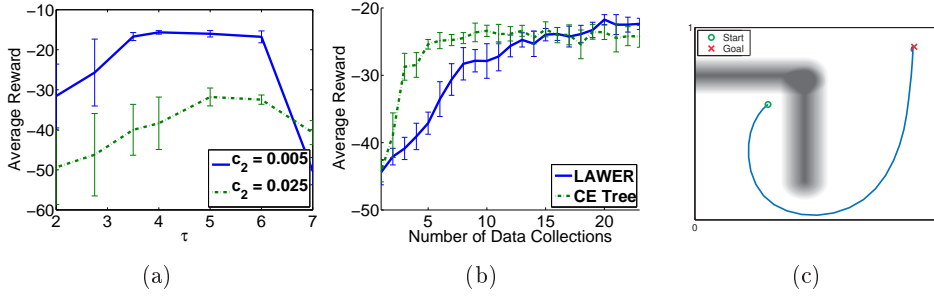 −10
−20
−30
−40
−50
−60
2
3
4
5
6
7
Average Reward
τ
c2 = 0.005
c2 = 0.025
(a)
−20
−30
−40
−50
5
10
15
20
Average Reward
Number of Data Collections
LAWER
CE Tree
(b)
1
Start
Goal
0
(c)